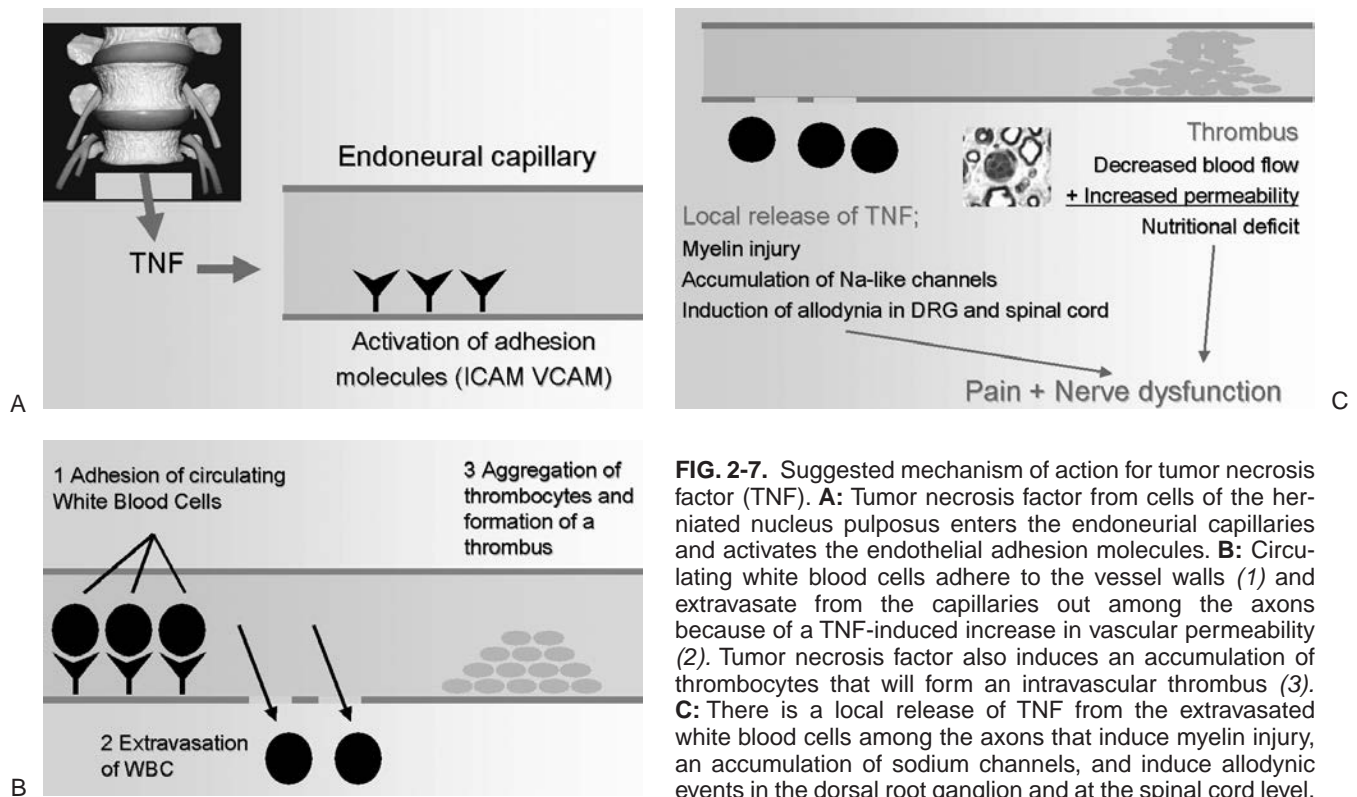 Endoneural capillary
TNF
Activation of adhesion
molecules (ICAM VCAM)
A
1 Adhesion of circulating
White Blood Cells
3 Aggregation of
thrombocytes and
formation of a
thrombus
2 Extravasation
of WBC
B
Thrombus
Decreased blood flow
+ Increased permeability
Nutritional deficit
Local release of TNF;
Myelin injury
Accumulation of Na-like channels
Induction of allodynia in DRG and spinal cord
Pain + Nerve dysfunction
C
FIG. 2-7. Suggested mechanism of action for tumor necrosis
factor (TNF). A: Tumor necrosis factor from cells of the her-
niated nucleus pulposus enters the endoneurial capillaries
and activates the endothelial adhesion molecules. B: Circu-
lating white blood cells adhere to the vessel walls (1) and
extravasate from the capillaries out among the axons
because of a TNF-induced increase in vascular permeability
(2). Tumor necrosis factor also induces an accumulation of
thrombocytes that will form an intravascular thrombus (3).
C: There is a local release of TNF from the extravasated
white blood cells among the axons that induce myelin injury,
an accumulation of sodium channels, and induce allodynic
events in the dorsal root ganglion and at the spinal cord level.